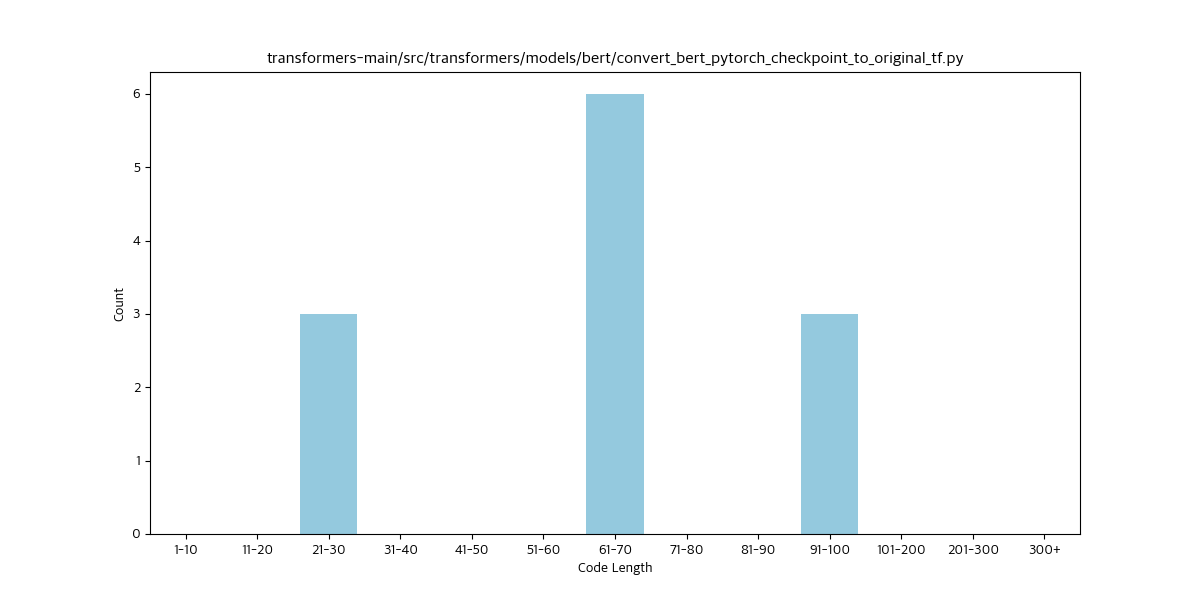 transformers-main/src/transformers/models/bert/convert_bert_pytorch_checkpoint_to_original_tf.py
6
5
4
3
2
1
0
Count
1-10 11-20 21-30 31-40 41-50 51-60 61-70 71-80 81-90 91-100 101-200 201-300 300+
Code Length